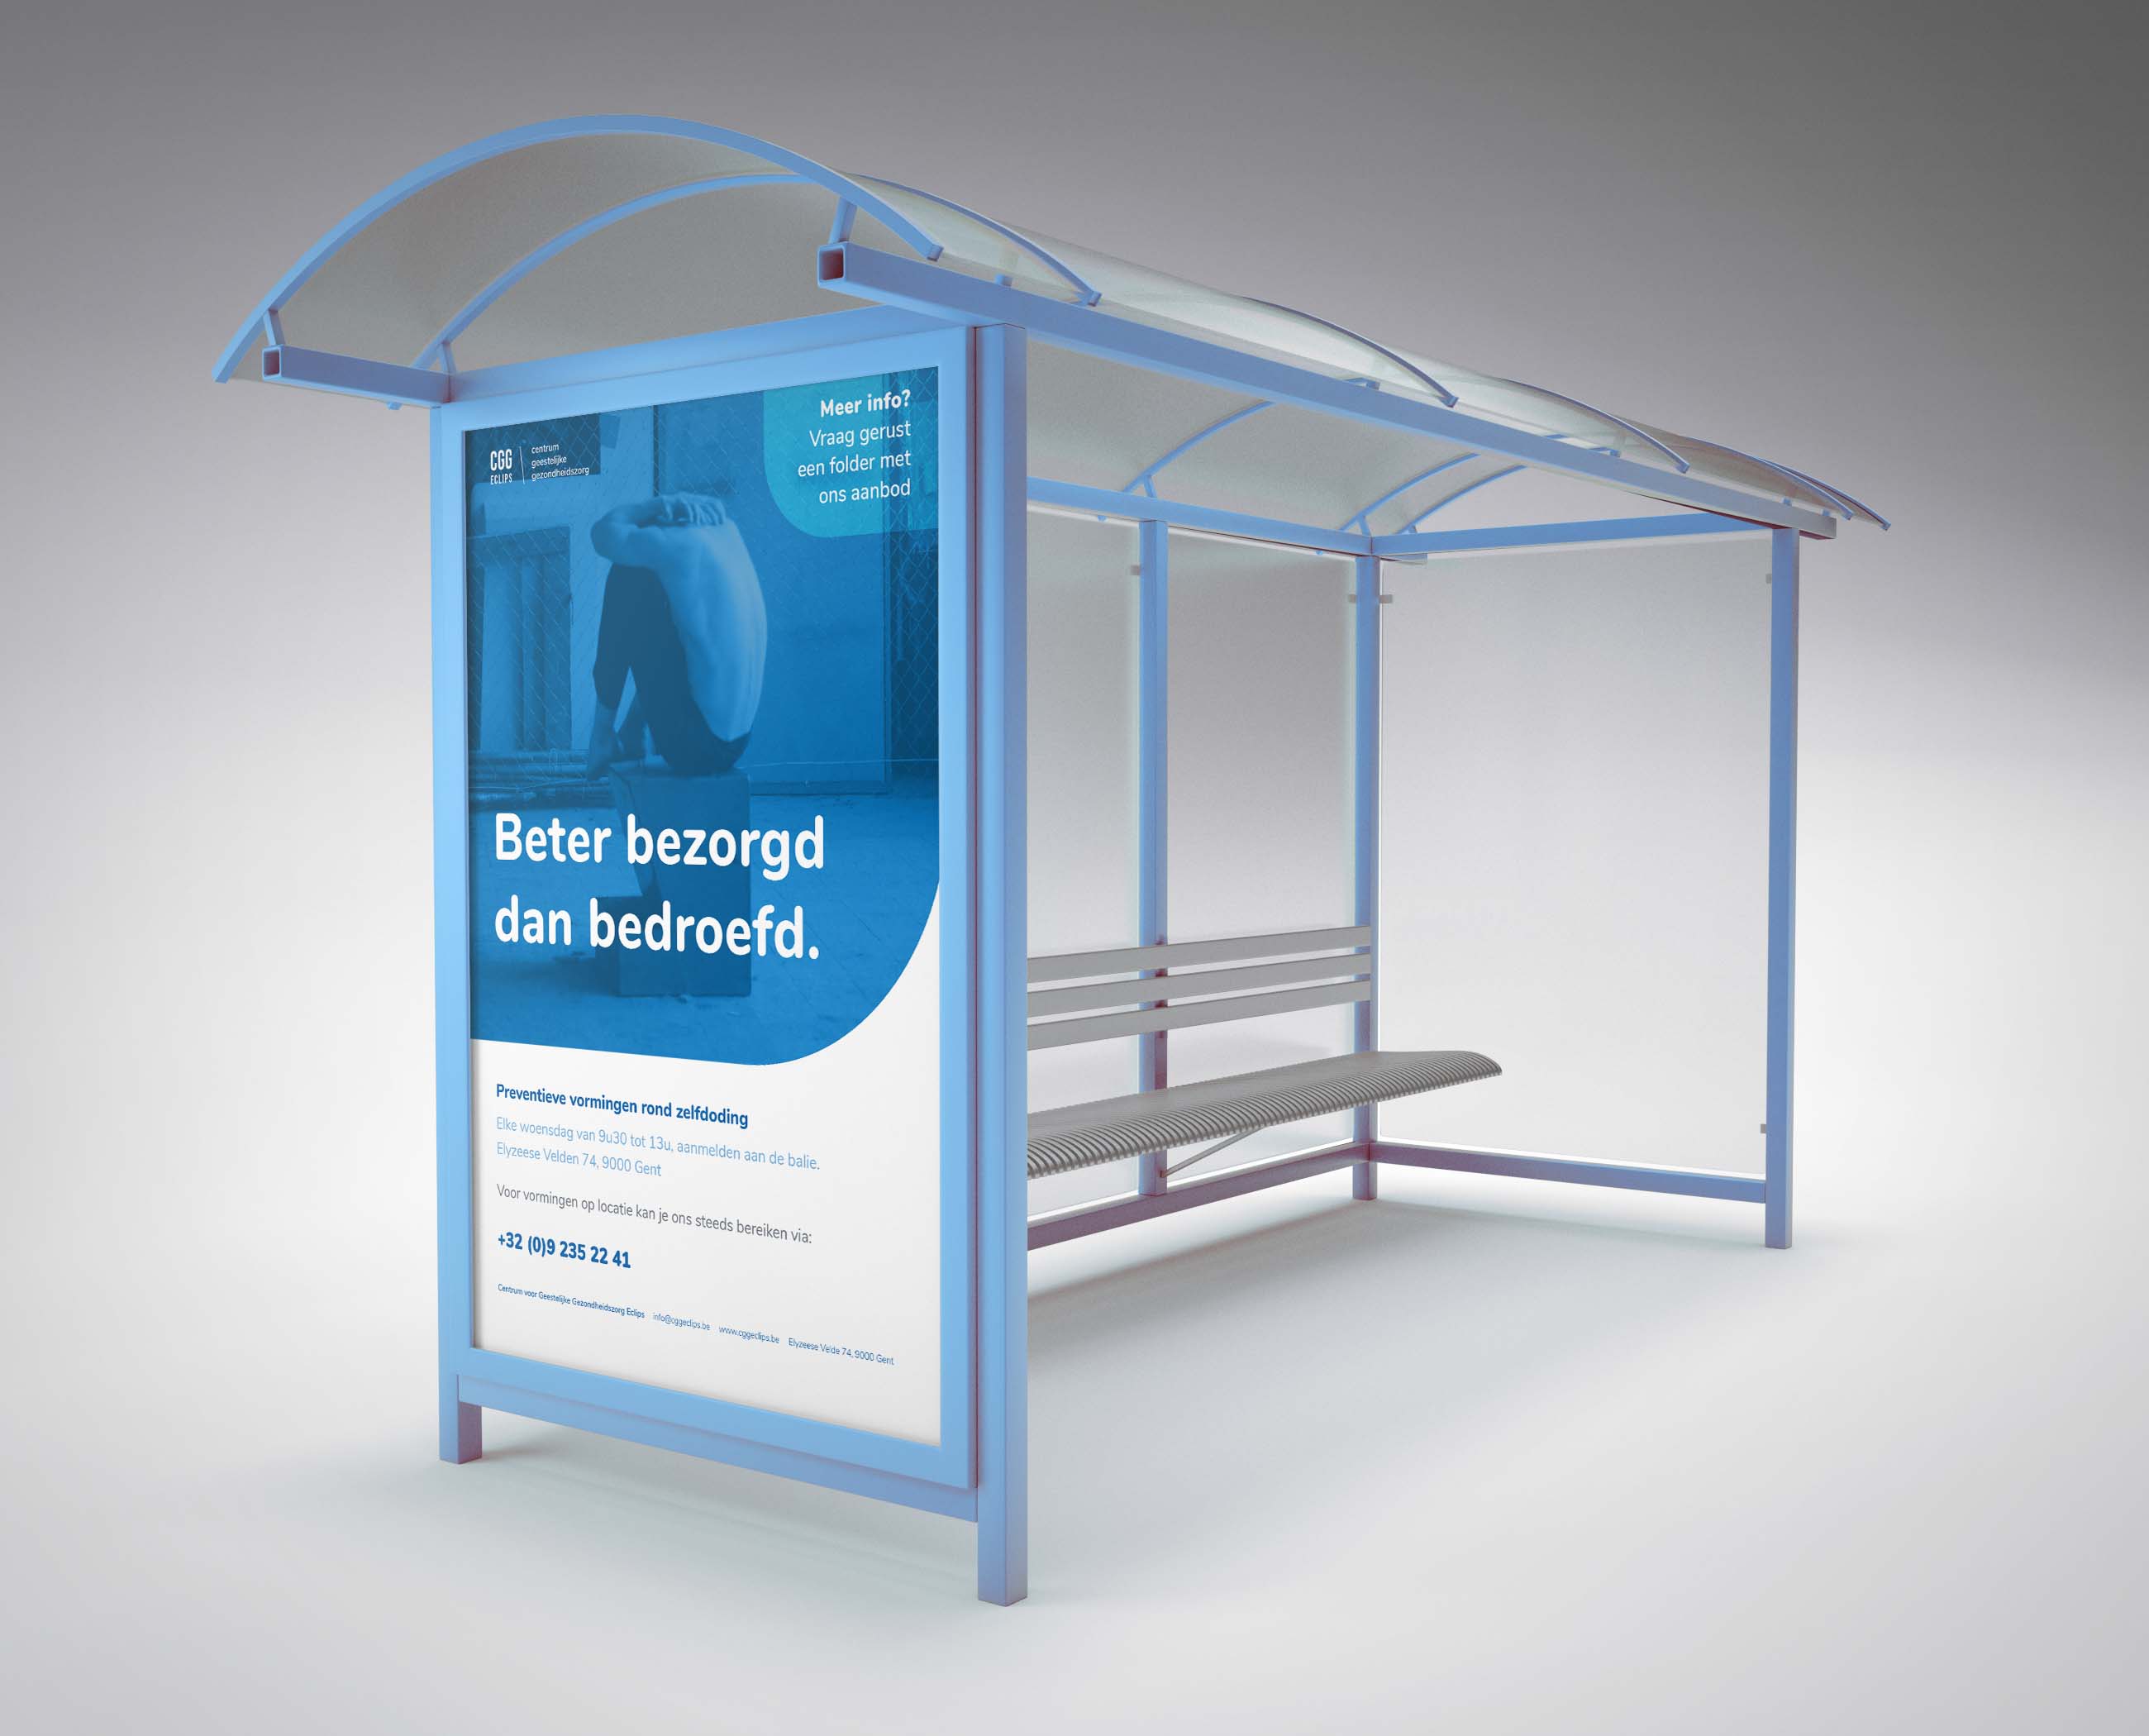 CGG
ECLIPS
centrum
geestelijke
gezondheidszorg
Meer info?
Vraag gerust
een folder met
ons aanbod
Beter bezorgd
dan bedroefd.
Preventieve vormingen rond zelfdoding
Elke woensdag van 9u30 tot 13u, aanmelden aan de balie.
Elyzeese Velden 74, 9000 Gent
Voor vormingen op locatie kan je ons steeds bereiken via:
+32 (0)9 235 22 41
Centrum voor Geestelijke Gezondheidszorg Eclips info@cggeclips.be www.cggeclips.be Elyzeese Velde 74, 9000 Gent